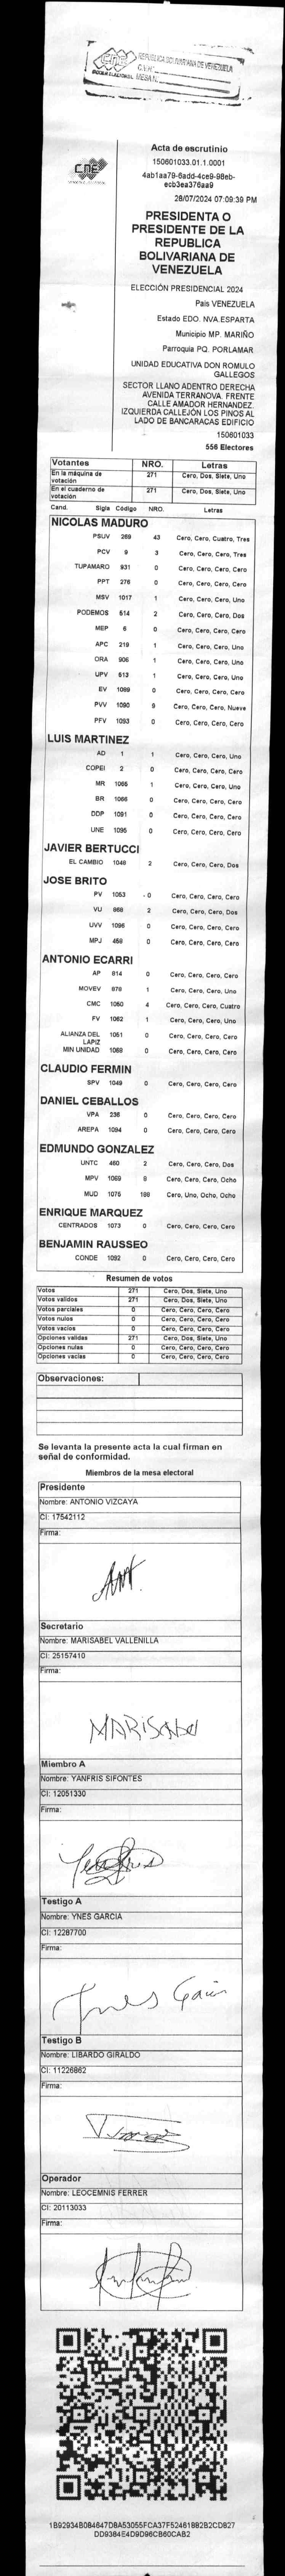 CNE
REPÚBLICA BOLIVARIANA DE VENEZUELA
C.V.N°
MESA N.
CNE
Acta de escrutinio
150601033.01.1.0001
4ab1aa79-6add-4ce9-98eb-
ecb3ea376aa9
28/07/2024 07:09:39 PM
PRESIDENTA O
PRESIDENTE DE LA
REPUBLICA
BOLIVARIANA DE
VENEZUELA
ELECCIÓN PRESIDENCIAL 2024
País VENEZUELA
Estado EDO. NVA.ESPARTA
Municipio MP. MARIÑO
Parroquia PQ. PORLAMAR
UNIDAD EDUCATIVA DON ROMULO
GALLEGOS
SECTOR LLANO ADENTRO DERECHA
AVENIDA TERRANOVA. FRENTE
CALLE AMADOR HERNANDEZ.
IZQUIERDA CALLEJÓN LOS PINOS AL
LADO DE BANCARACAS EDIFICIO
150601033
556 Electores
Votantes NRO. Letras
En la máquina de votación 271 Cero, Dos, Siete, Uno
En el cuaderno de votación 271 Cero, Dos, Siete, Uno
Cand. Sigla Código NRO. Letras
NICOLAS MADURO
PSUV 269 43 Cero, Cero, Cuatro, Tres
PCV 9 3 Cero, Cero, Cero, Tres
TUPAMARO 931 0 Cero, Cero, Cero, Cero
PPT 276 0 Cero, Cero, Cero, Cero
MSV 1017 1 Cero, Cero, Cero, Uno
PODEMOS 514 2 Cero, Cero, Cero, Dos
MEP 6 0 Cero, Cero, Cero, Cero
APC 219 1 Cero, Cero, Cero, Uno
ORA 906 1 Cero, Cero, Cero, Uno
UPV 513 1 Cero, Cero, Cero, Uno
EV 1099 0 Cero, Cero, Cero, Cero
PVV 1090 9 Cero, Cero, Cero, Nueve
PFV 1093 0 Cero, Cero, Cero, Cero
LUIS MARTINEZ
AD 1 1 Cero, Cero, Cero, Uno
COPEI 2 0 Cero, Cero, Cero, Cero
MR 1065 1 Cero, Cero, Cero, Uno
BR 1066 0 Cero, Cero, Cero, Cero
DDP 1091 0 Cero, Cero, Cero, Cero
UNE 1095 0 Cero, Cero, Cero, Cero
JAVIER BERTUCCI
EL CAMBIO 1046 2 Cero, Cero, Cero, Dos
JOSE BRITO
PV 1053 0 Cero, Cero, Cero, Cero
VU 868 2 Cero, Cero, Cero, Dos
UVV 1096 0 Cero, Cero, Cero, Cero
MPJ 458 0 Cero, Cero, Cero, Cero
ANTONIO ECARRI
AP 814 0 Cero, Cero, Cero, Cero
MOVEV 878 1 Cero, Cero, Cero, Uno
CMC 1050 4 Cero, Cero, Cero, Cuatro
FV 1062 1 Cero, Cero, Cero, Uno
ALIANZA DEL LAPIZ 1051 0 Cero, Cero, Cero, Cero
MIN UNIDAD 1068 0 Cero, Cero, Cero, Cero
CLAUDIO FERMIN
SPV 1049 0 Cero, Cero, Cero, Cero
DANIEL CEBALLOS
VPA 236 0 Cero, Cero, Cero, Cero
AREPA 1094 0 Cero, Cero, Cero, Cero
EDMUNDO GONZALEZ
UNTC 460 2 Cero, Cero, Cero, Dos
MPV 1069 8 Cero, Cero, Cero, Ocho
MUD 1075 188 Cero, Uno, Ocho, Ocho
ENRIQUE MARQUEZ
CENTRADOS 1073 0 Cero, Cero, Cero, Cero
BENJAMIN RAUSSEO
CONDE 1092 0 Cero, Cero, Cero, Cero
Resumen de votos
Votos 271 Cero, Dos, Siete, Uno
Votos validos 271 Cero, Dos, Siete, Uno
Votos parciales 0 Cero, Cero, Cero, Cero
Votos nulos 0 Cero, Cero, Cero, Cero
Votos vacios 0 Cero, Cero, Cero, Cero
Opciones validas 271 Cero, Dos, Siete, Uno
Opciones nulas 0 Cero, Cero, Cero, Cero
Opciones vacias 0 Cero, Cero, Cero, Cero
Observaciones:
Se levanta la presente acta la cual firman en
señal de conformidad.
Miembros de la mesa electoral
Presidente
Nombre: ANTONIO VIZCAYA
CI: 17542112
Firma:
Secretario
Nombre: MARISABEL VALLENILLA
CI: 25157410
Firma:
MARISABEL
Miembro A
Nombre: YANFRIS SIFONTES
CI: 12051330
Firma:
Testigo A
Nombre: YNES GARCIA
CI: 12287700
Firma:
Ynes Garcia
Testigo B
Nombre: LIBARDO GIRALDO
CI: 11226862
Firma:
Operador
Nombre: LEOCEMNIS FERRER
CI: 20113033
Firma:
1B92934B084647D8A53055FCA37F52461882B2CD827
DD9384E4D9D96CB60CAB2